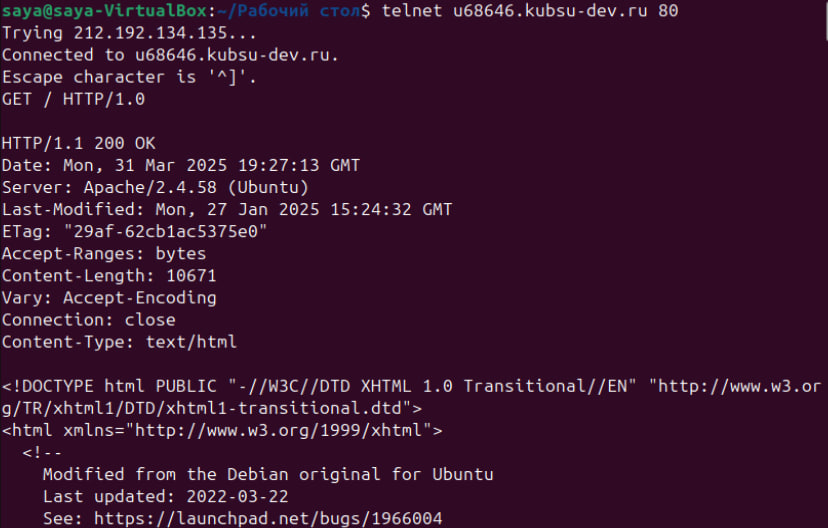 saya@saya-VirtualBox:~/Рабочий стол$ telnet u68646.kubsu-dev.ru 80
Trying 212.192.134.135...
Connected to u68646.kubsu-dev.ru.
Escape character is '^]'.
GET / HTTP/1.0

HTTP/1.1 200 OK
Date: Mon, 31 Mar 2025 19:27:13 GMT
Server: Apache/2.4.58 (Ubuntu)
Last-Modified: Mon, 27 Jan 2025 15:24:32 GMT
ETag: "29af-62cb1ac5375e0"
Accept-Ranges: bytes
Content-Length: 10671
Vary: Accept-Encoding
Connection: close
Content-Type: text/html

<!DOCTYPE html PUBLIC "-//W3C//DTD XHTML 1.0 Transitional//EN" "http://www.w3.or
g/TR/xhtml1/DTD/xhtml1-transitional.dtd">
<html xmlns="http://www.w3.org/1999/xhtml">
  <!--
    Modified from the Debian original for Ubuntu
    Last updated: 2022-03-22
    See: https://launchpad.net/bugs/1966004